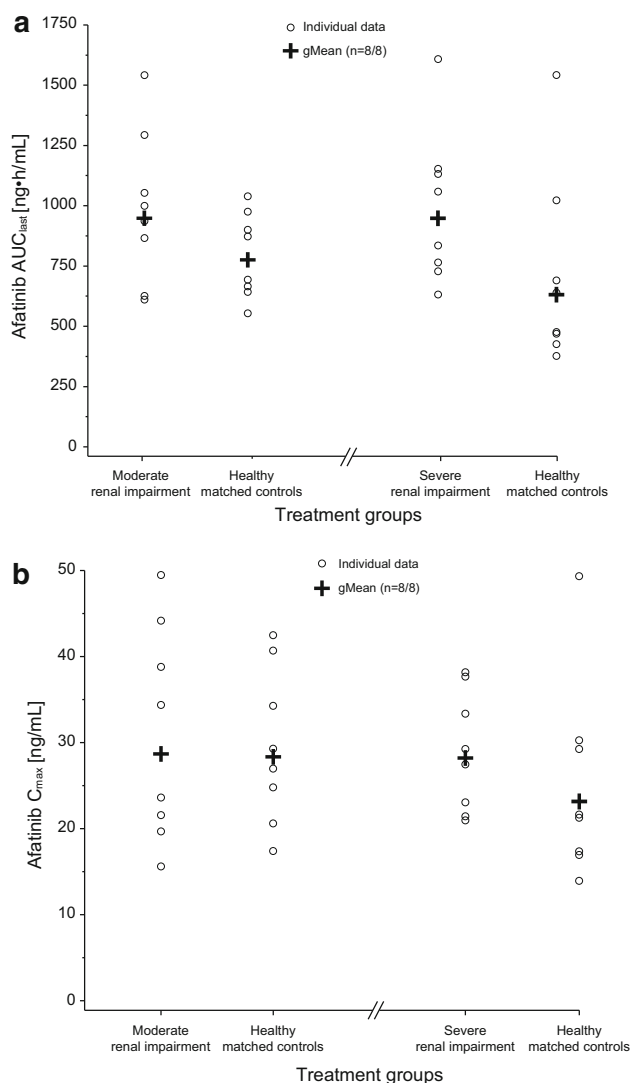 a
Individual data
gMean (n=8/8)
Afatinib AUClast [ng•h/mL]
1750
1500
1250
1000
750
500
250
0
Moderate
renal impairment
Healthy
matched controls
Severe
renal impairment
Healthy
matched controls
Treatment groups
b
Individual data
gMean (n=8/8)
Afatinib Cmax [ng/mL]
50
40
30
20
10
0
Moderate
renal impairment
Healthy
matched controls
Severe
renal impairment
Healthy
matched controls
Treatment groups